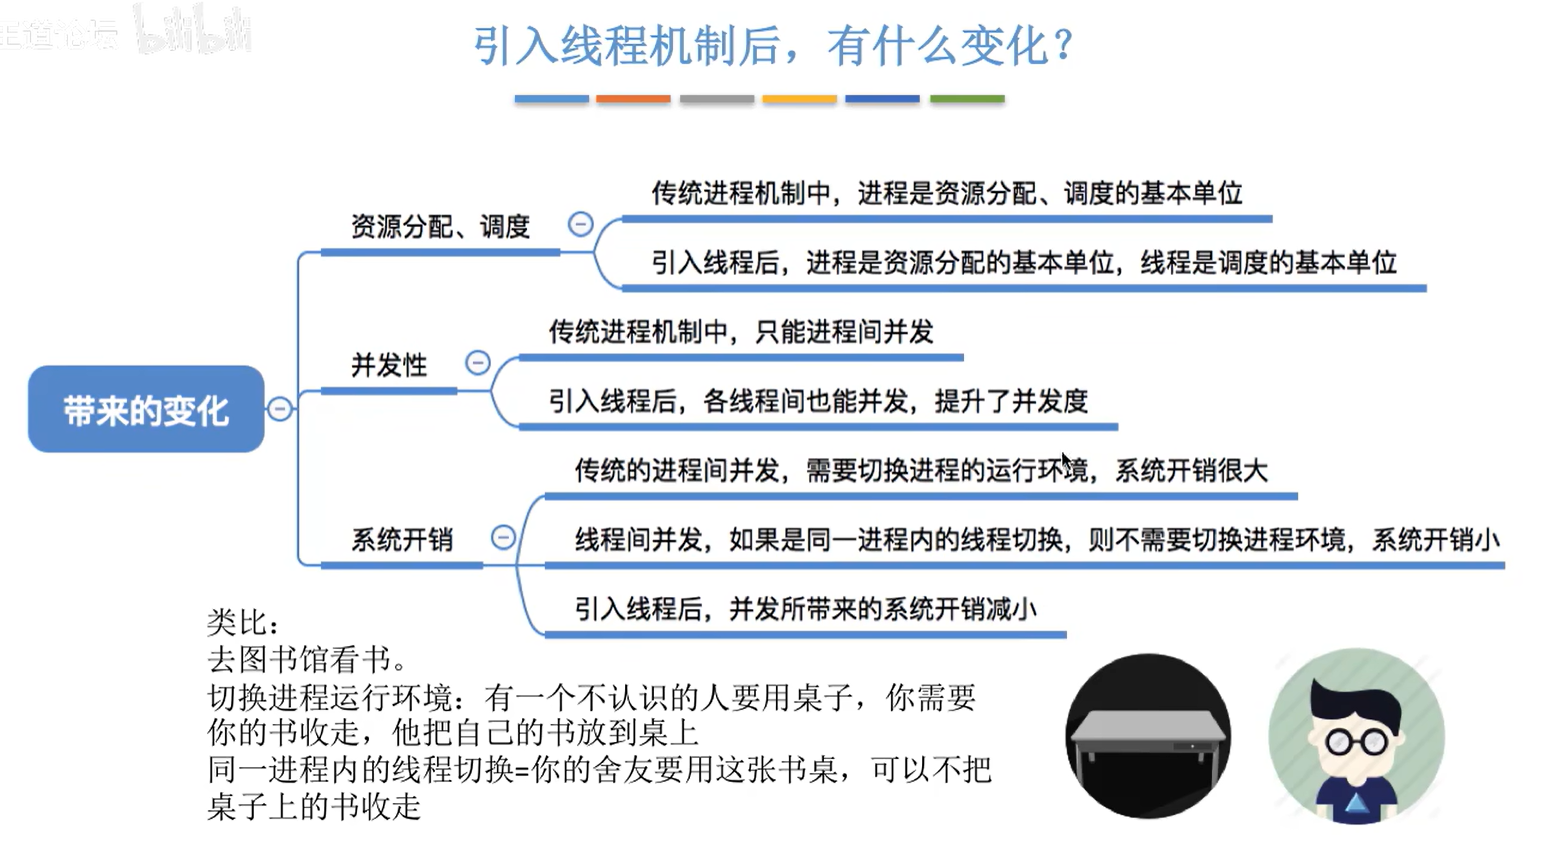 王道论坛 bilibili
引入线程机制后，有什么变化？
传统进程机制中，进程是资源分配、调度的基本单位
资源分配、调度
引入线程后，进程是资源分配的基本单位，线程是调度的基本单位
传统进程机制中，只能进程间并发
并发性
引入线程后，各线程间也能并发，提升了并发度
带来的变化
传统的进程间并发，需要切换进程的运行环境，系统开销很大
系统开销
线程间并发，如果是同一进程内的线程切换，则不需要切换进程环境，系统开销小
引入线程后，并发所带来的系统开销减小
类比：
去图书馆看书。
切换进程运行环境：有一个不认识的人要用桌子，你需要
你的书收走，他把自己的书放到桌上
同一进程内的线程切换=你的舍友要用这张书桌，可以不把
桌子上的书收走